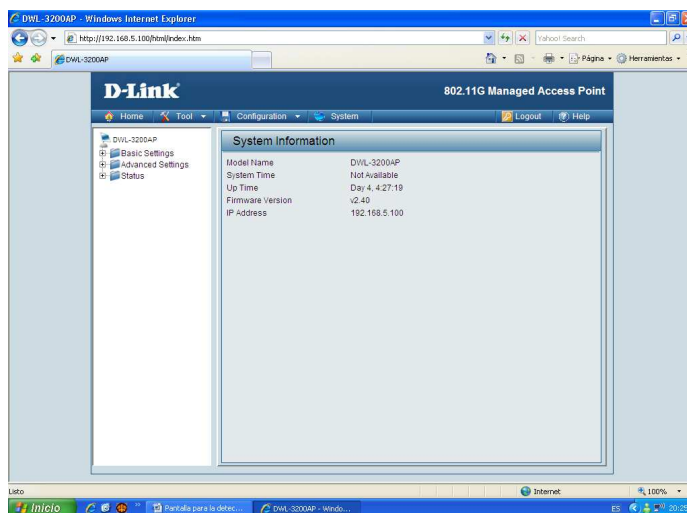 DWL-3200AP - Windows Internet Explorer
http://192.168.5.100/html/index.htm
Yahoo! Search
DWL-3200AP
Página
Herramientas
D-Link
802.11G Managed Access Point
Home
Tool
Configuration
System
Logout
Help
DWL-3200AP
Basic Settings
Advanced Settings
Status
System Information
Model Name DWL-3200AP
System Time Not Available
Up Time Day 4, 4:27:19
Firmware Version v2.40
IP Address 192.168.5.100
Listo
Internet
100%
Inicio
Pantalla para la detec...
DWL-3200AP - Windo...
ES
20:25